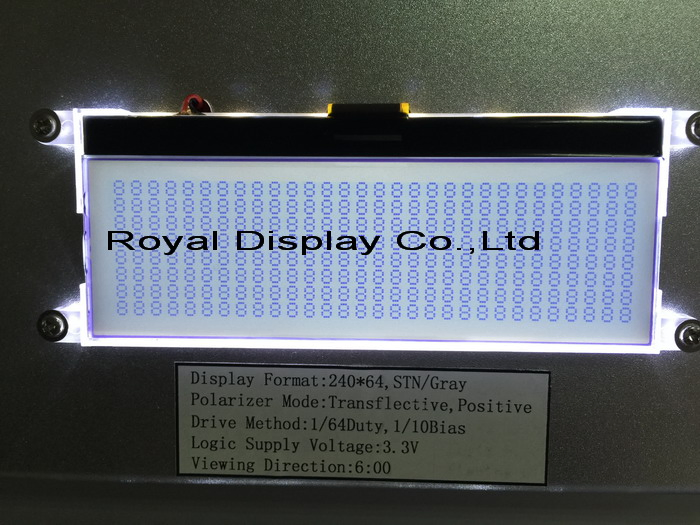 Royal Display Co.,Ltd
Display Format:240*64,STN/Gray
Polarizer Mode:Transflective,Positive
Drive Method:1/64Duty,1/10Bias
Logic Supply Voltage:3.3V
Viewing Direction:6:00